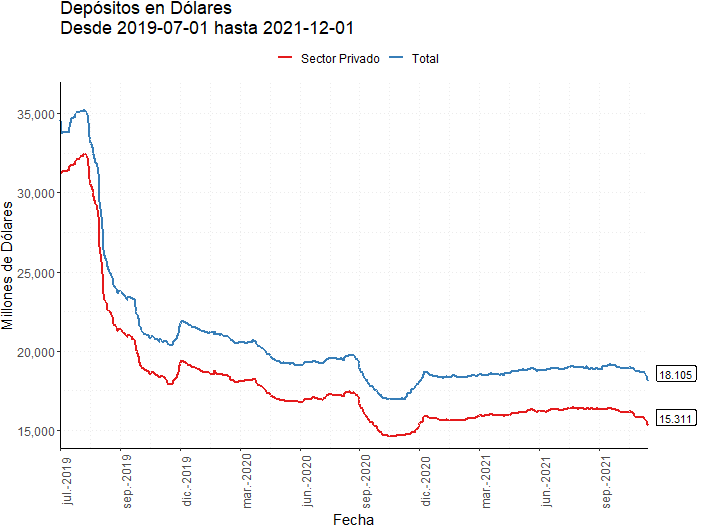 Depósitos en Dólares
Desde 2019-07-01 hasta 2021-12-01
Sector Privado Total
Millones de Dólares
35,000
30,000
25,000
20,000
15,000
18.105
15.311
jul.-2019
sep.-2019
dic.-2019
mar.-2020
jun.-2020
sep.-2020
dic.-2020
mar.-2021
jun.-2021
sep.-2021
Fecha